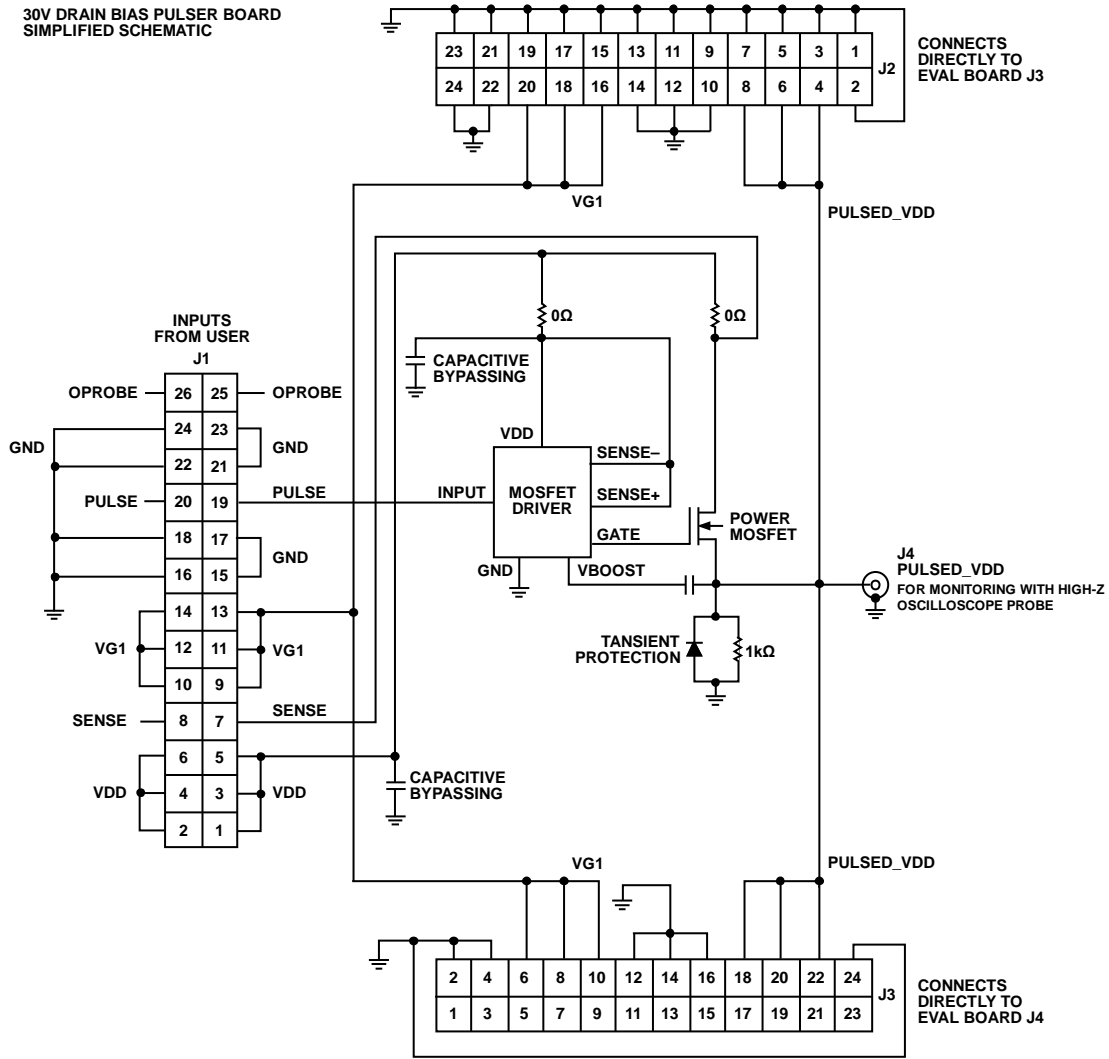 30V DRAIN BIAS PULSER BOARD
SIMPLIFIED SCHEMATIC
23 21 19 17 15 13 11 9 7 5 3 1
24 22 20 18 16 14 12 10 8 6 4 2
J2
CONNECTS
DIRECTLY TO
EVAL BOARD J3
VG1
PULSED_VDD
0Ω
0Ω
CAPACITIVE
BYPASSING
INPUTS
FROM USER
J1
OPROBE 26 25 OPROBE
24 23
GND
GND
22 21
PULSE 20 19 PULSE
18 17
GND
16 15
14 13
VG1 12 11 VG1
10 9
SENSE 8 7 SENSE
6 5
VDD 4 3 VDD
2 1
VDD
SENSE–
INPUT
MOSFET
DRIVER
SENSE+
GATE
POWER
MOSFET
GND
VBOOST
J4
PULSED_VDD
FOR MONITORING WITH HIGH-Z
OSCILLOSCOPE PROBE
TANSIENT
PROTECTION
1kΩ
CAPACITIVE
BYPASSING
VG1
PULSED_VDD
2 4 6 8 10 12 14 16 18 20 22 24
1 3 5 7 9 11 13 15 17 19 21 23
J3
CONNECTS
DIRECTLY TO
EVAL BOARD J4